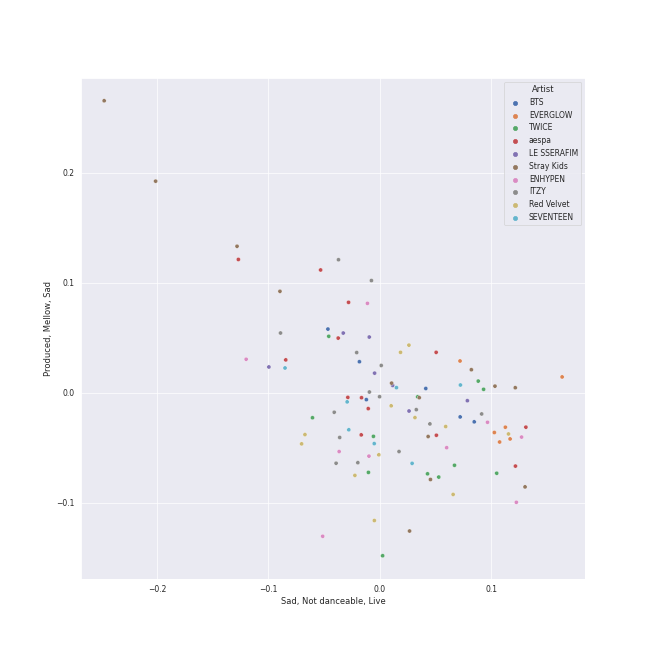 Artist
BTS
EVERGLOW
TWICE
aespa
LE SSERAFIM
Stray Kids
ENHYPEN
ITZY
Red Velvet
SEVENTEEN
0.2
0.1
0.0
−0.1
Produced, Mellow, Sad
−0.2 −0.1 0.0 0.1
Sad, Not danceable, Live